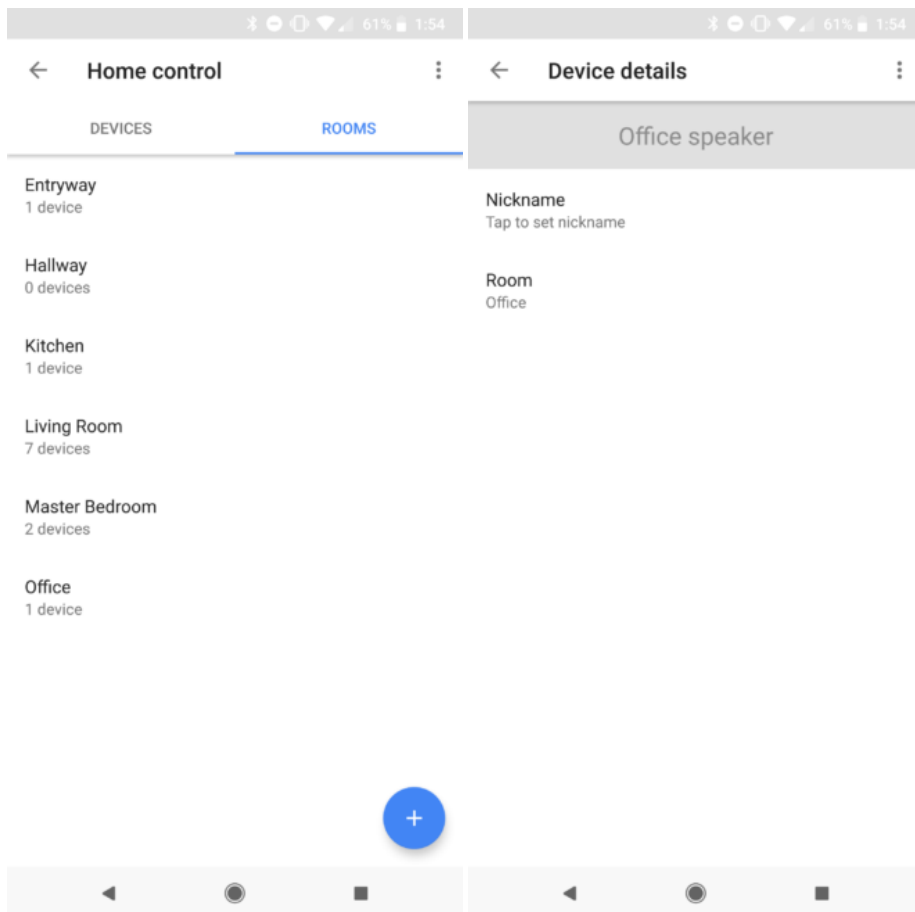 61% 1:54
Home control
DEVICES
ROOMS
Entryway
1 device
Hallway
0 devices
Kitchen
1 device
Living Room
7 devices
Master Bedroom
2 devices
Office
1 device
61% 1:54
Device details
Office speaker
Nickname
Tap to set nickname
Room
Office